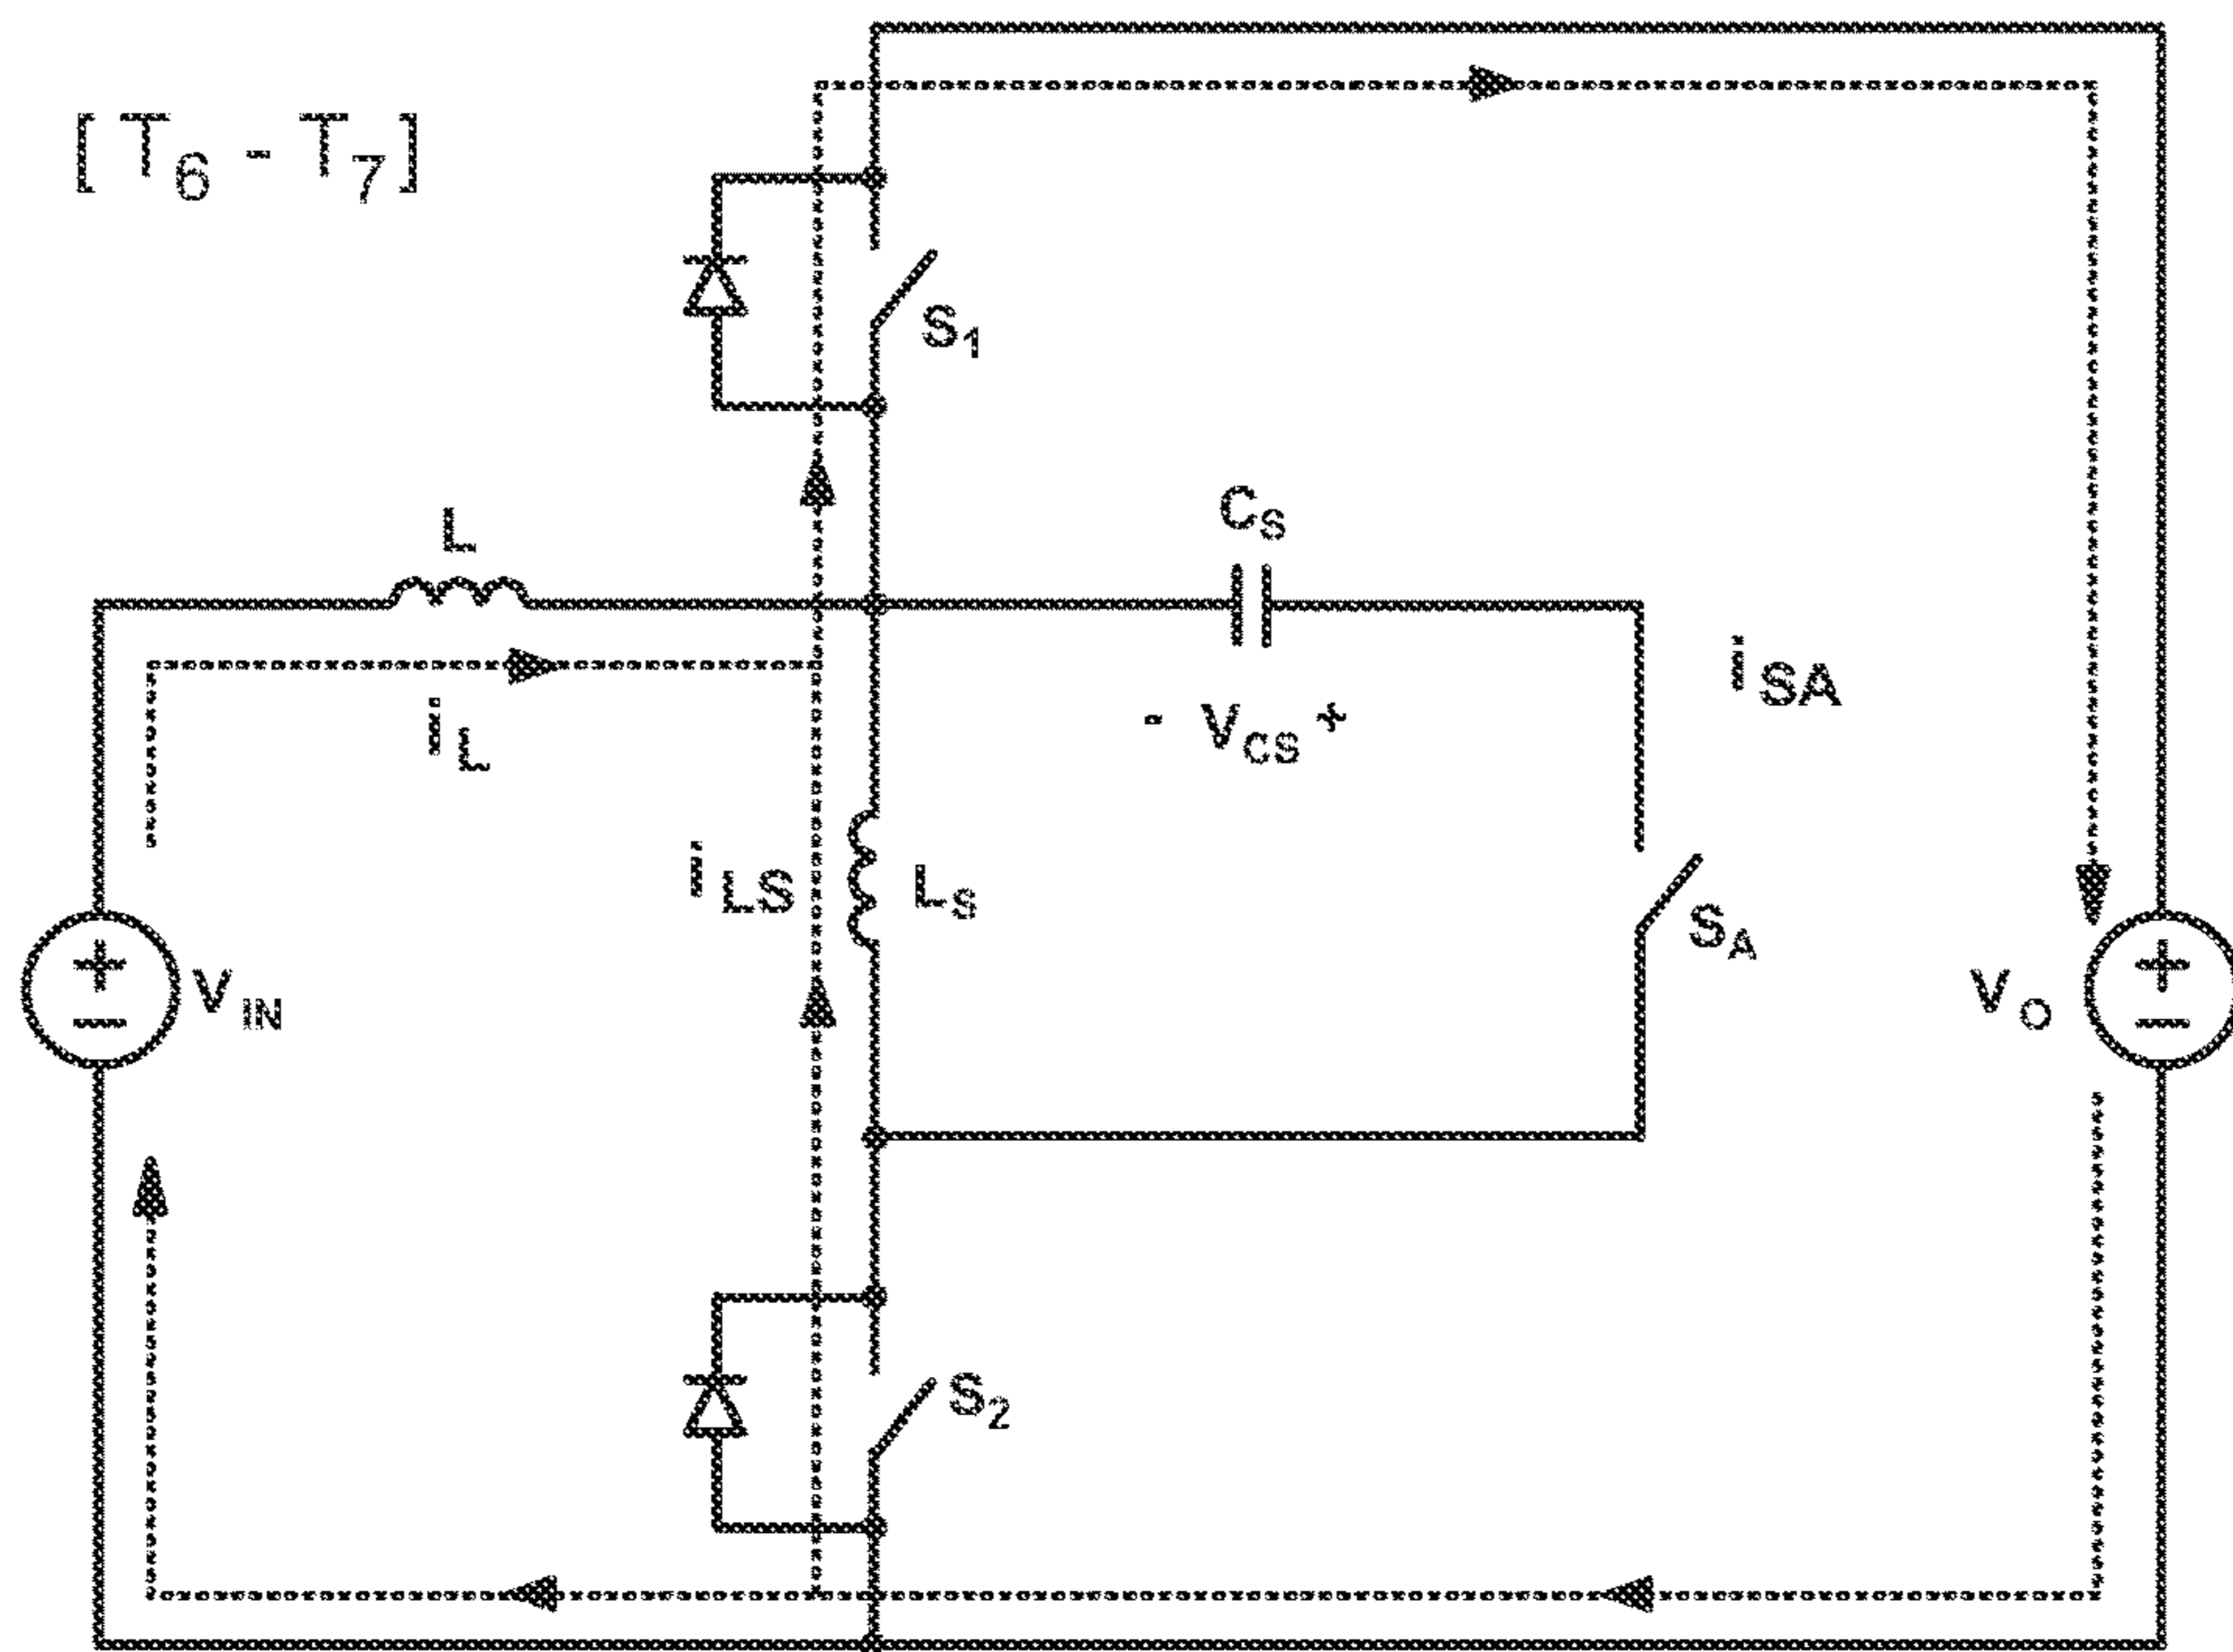 [ T6 - T7 ]
S1
L
CS
iL
- VCS +
iSA
iLS
LS
SA
+
-
VIN
VO
+
-
S2